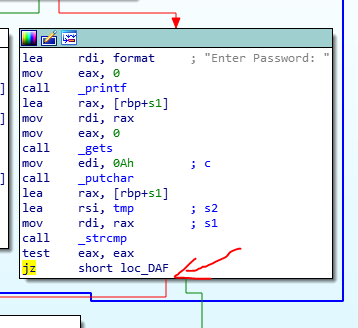 lea rdi, format ; "Enter Password: "
mov eax, 0
call _printf
lea rax, [rbp+s1]
mov rdi, rax
mov eax, 0
call _gets
mov edi, 0Ah ; c
call _putchar
lea rax, [rbp+s1]
lea rsi, tmp ; s2
mov rdi, rax ; s1
call _strcmp
test eax, eax
jz short loc_DAF